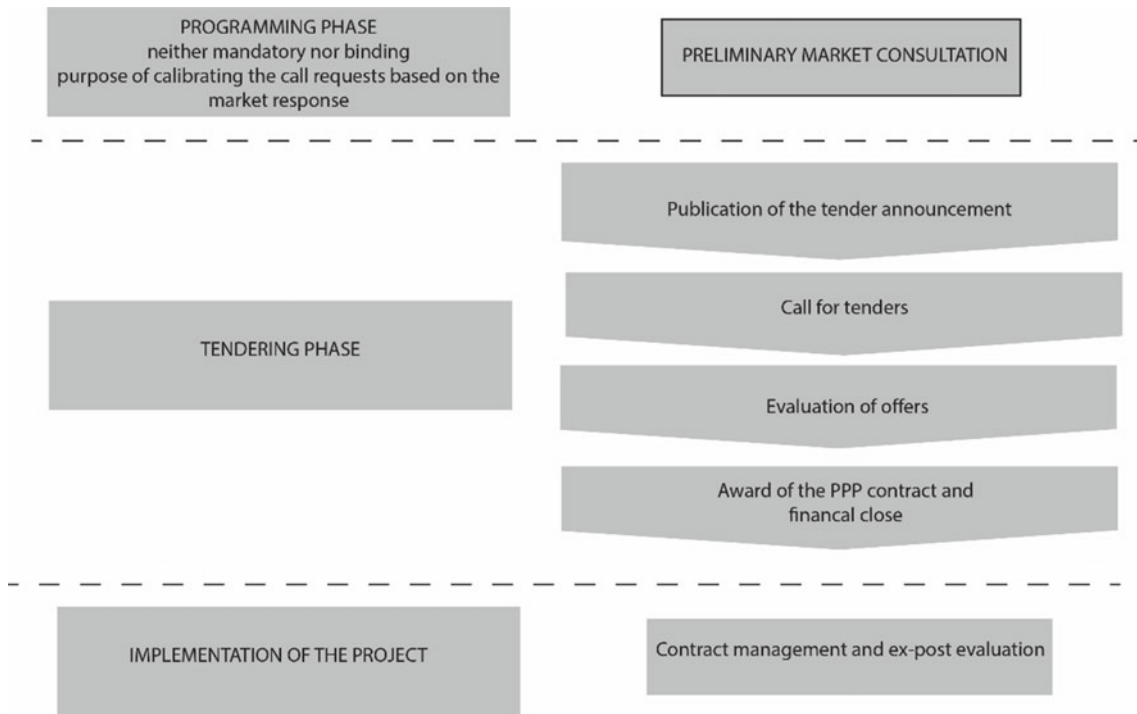 PROGRAMMING PHASE
neither mandatory nor binding
purpose of calibrating the call requests based on the
market response
PRELIMINARY MARKET CONSULTATION
Publication of the tender announcement
Call for tenders
TENDERING PHASE
Evaluation of offers
Award of the PPP contract and
financal close
IMPLEMENTATION OF THE PROJECT
Contract management and ex-post evaluation